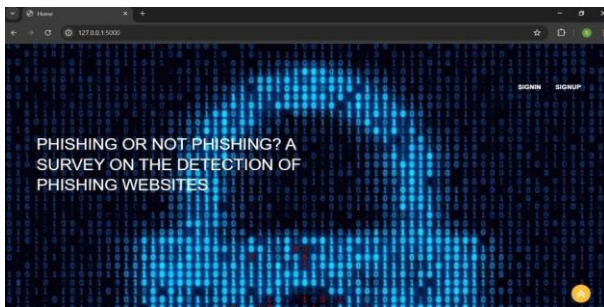 Home
127.0.0.1:5000
SIGNIN SIGNUP
PHISHING OR NOT PHISHING? A
SURVEY ON THE DETECTION OF
PHISHING WEBSITES